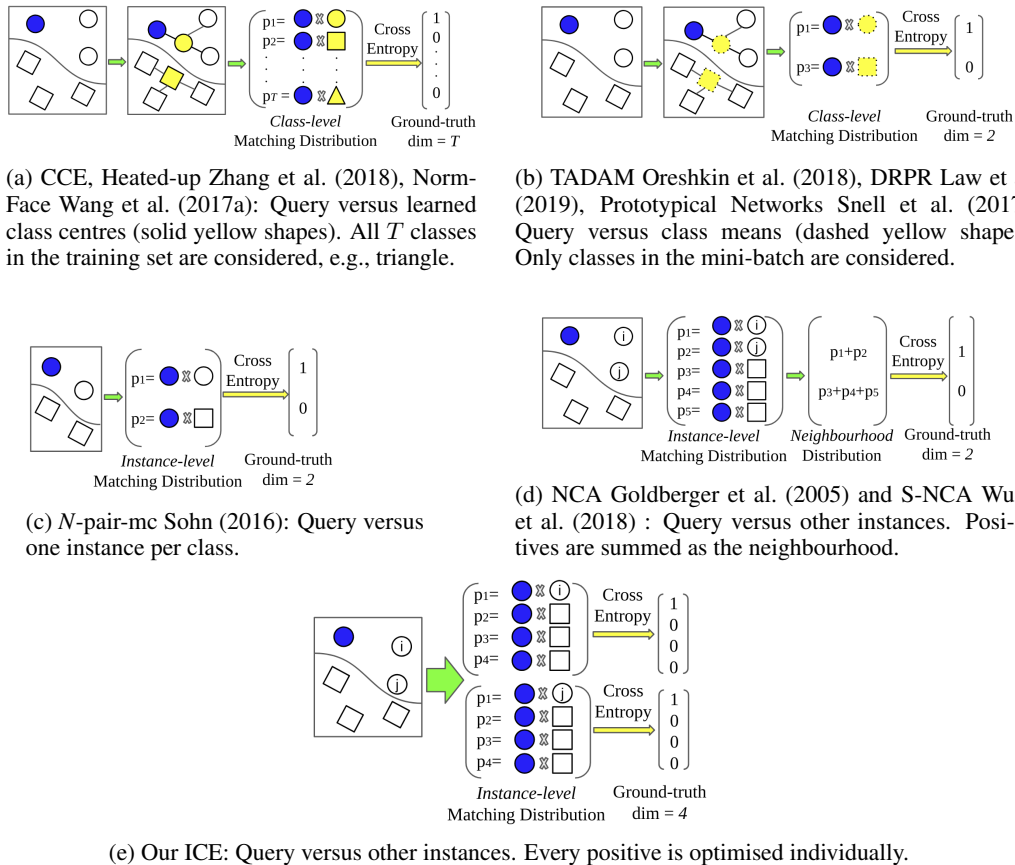 p1=
p2=
pT=
Cross
Entropy
1
0
0
Class-level
Matching Distribution
Ground-truth
dim = T
(a) CCE, Heated-up Zhang et al. (2018), Norm-
Face Wang et al. (2017a): Query versus learned
class centres (solid yellow shapes). All T classes
in the training set are considered, e.g., triangle.
p1=
p3=
Cross
Entropy
1
0
Class-level
Matching Distribution
Ground-truth
dim = 2
(b) TADAM Oreshkin et al. (2018), DRPR Law et
(2019), Prototypical Networks Snell et al. (2017
Query versus class means (dashed yellow shape
Only classes in the mini-batch are considered.
p1=
p2=
Cross
Entropy
1
0
Instance-level
Matching Distribution
Ground-truth
dim = 2
(c) N-pair-mc Sohn (2016): Query versus
one instance per class.
i
j
p1= i
p2= j
p3=
p4=
p5=
p1+p2
p3+p4+p5
Cross
Entropy
1
0
Instance-level
Matching Distribution
Neighbourhood
Distribution
Ground-truth
dim = 2
(d) NCA Goldberger et al. (2005) and S-NCA Wu
et al. (2018) : Query versus other instances. Posi-
tives are summed as the neighbourhood.
i
j
p1= i
p2=
p3=
p4=
Cross
Entropy
1
0
0
0
p1= j
p2=
p3=
p4=
Cross
Entropy
1
0
0
0
Instance-level
Matching Distribution
Ground-truth
dim = 4
(e) Our ICE: Query versus other instances. Every positive is optimised individually.